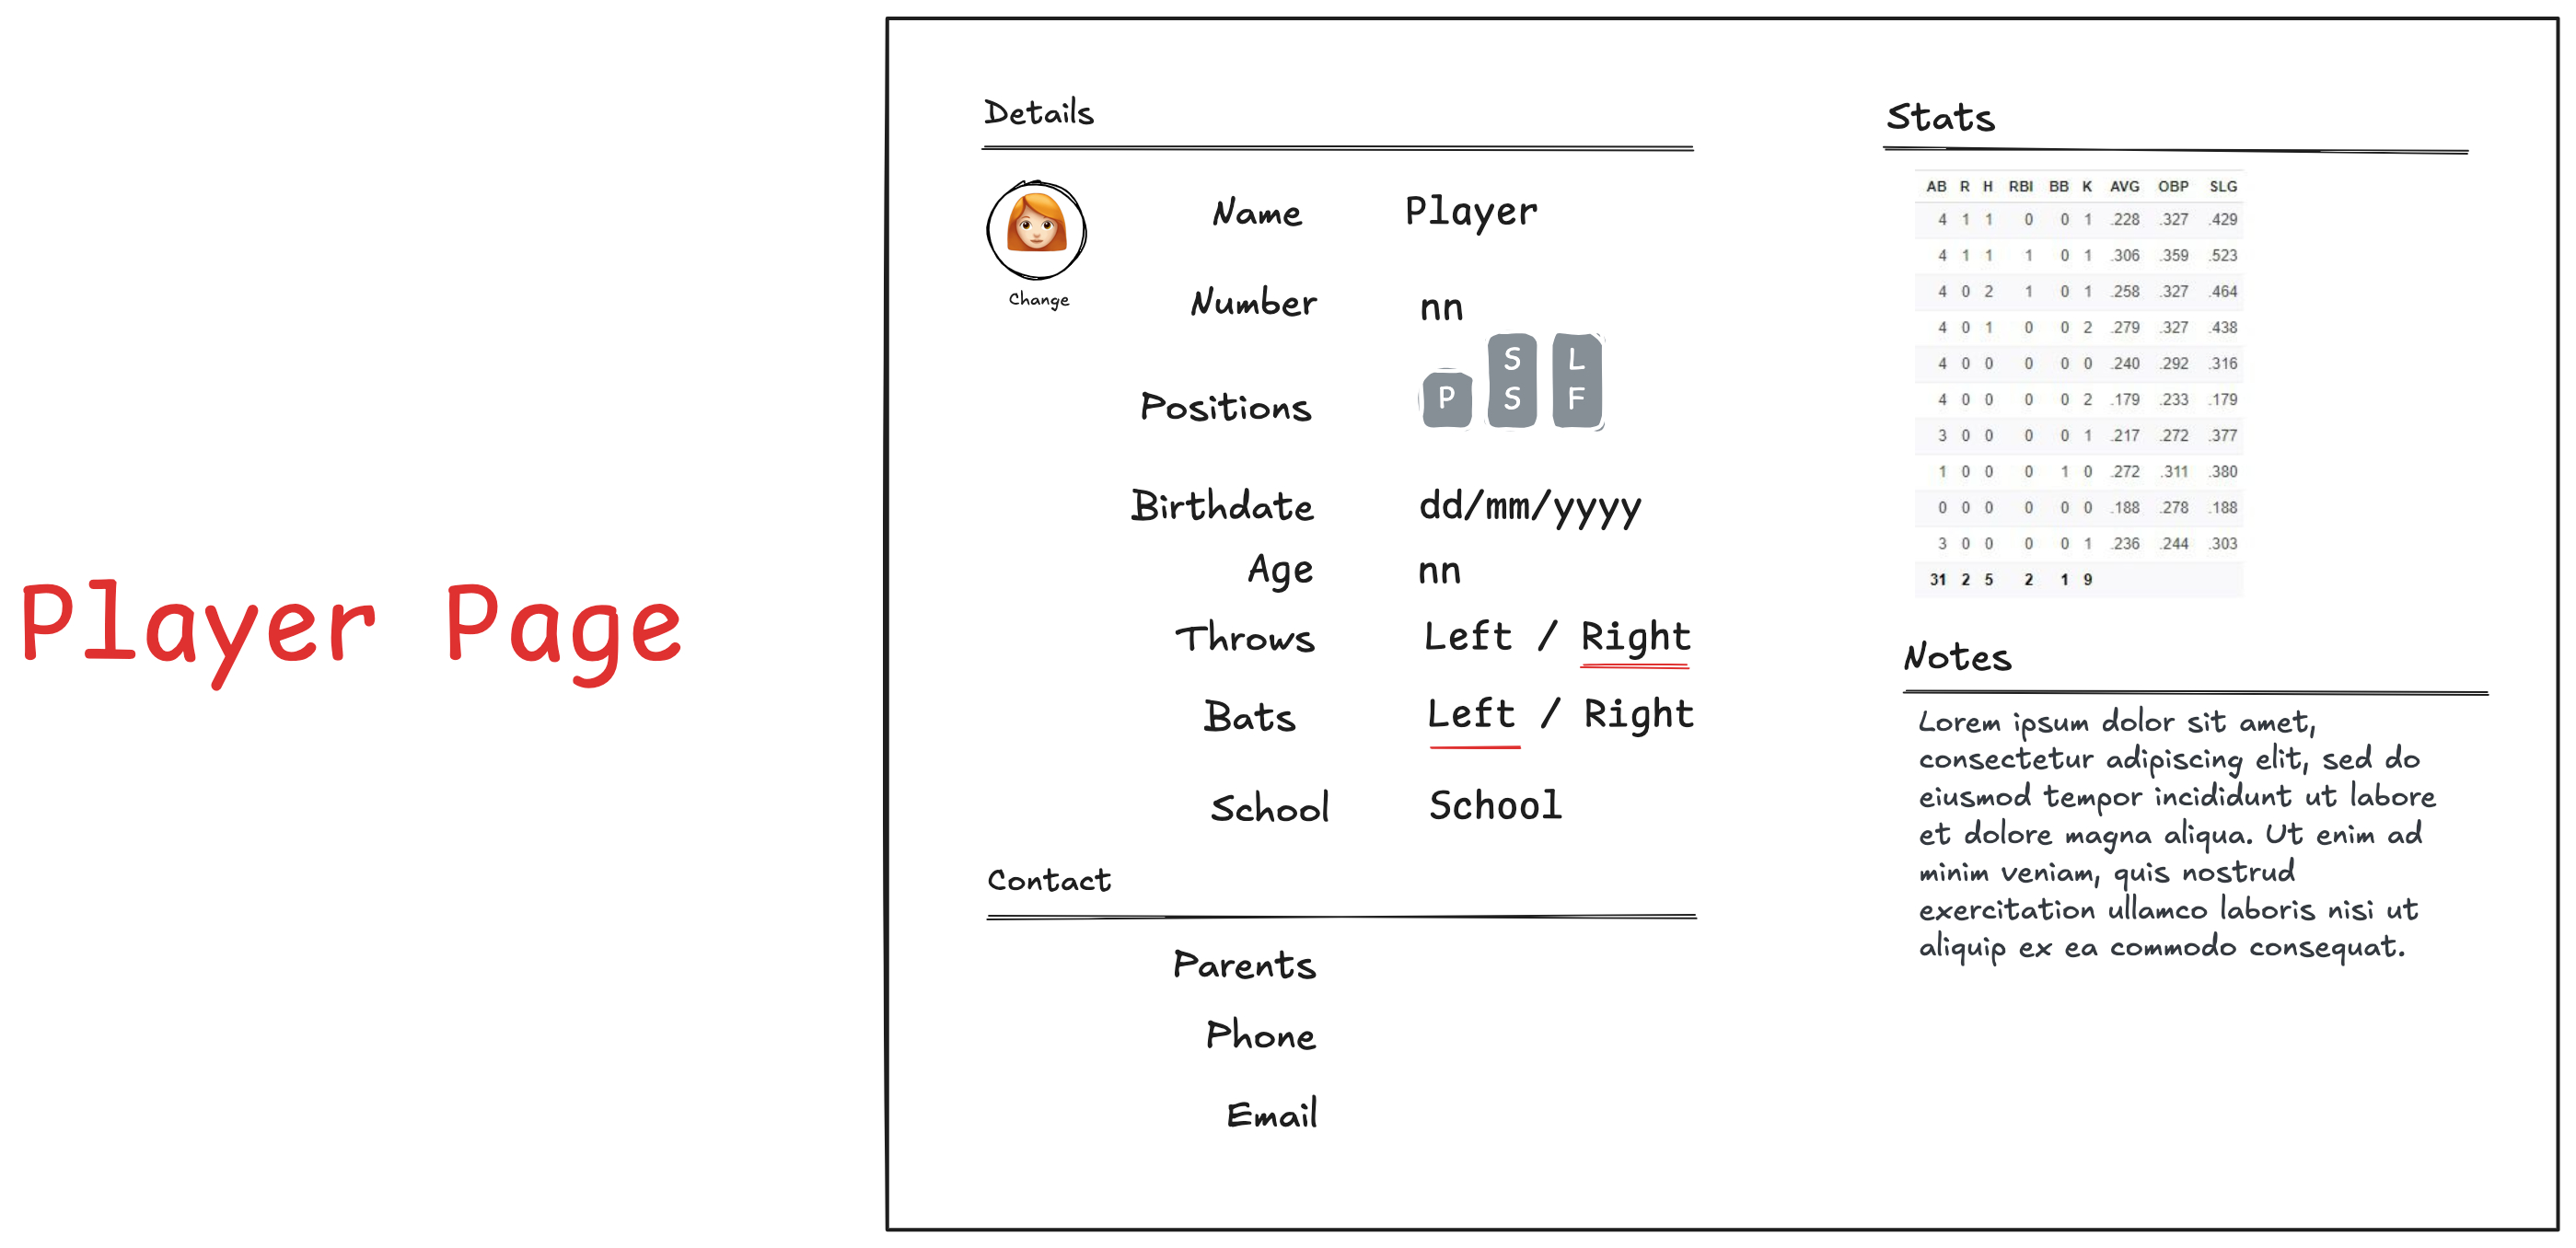 Player Page
Details
Change
Name Player
Number nn
Positions P SS LF
Birthdate dd/mm/yyyy
Age nn
Throws Left / Right
Bats Left / Right
School School
Contact
Parents
Phone
Email
Stats
AB R H RBI BB K AVG OBP SLG
4 1 1 0 0 1 .228 .327 .429
4 1 1 1 0 1 .306 .359 .523
4 0 2 1 0 1 .258 .327 .464
4 0 1 0 0 2 .279 .327 .438
4 0 0 0 0 0 .240 .292 .316
4 0 0 0 0 2 .179 .233 .179
3 0 0 0 0 1 .217 .272 .377
1 0 0 0 1 0 .272 .311 .380
0 0 0 0 0 0 .188 .278 .188
3 0 0 0 0 1 .236 .244 .303
31 2 5 2 1 9
Notes
Lorem ipsum dolor sit amet,
consectetur adipiscing elit, sed do
eiusmod tempor incididunt ut labore
et dolore magna aliqua. Ut enim ad
minim veniam, quis nostrud
exercitation ullamco laboris nisi ut
aliquip ex ea commodo consequat.